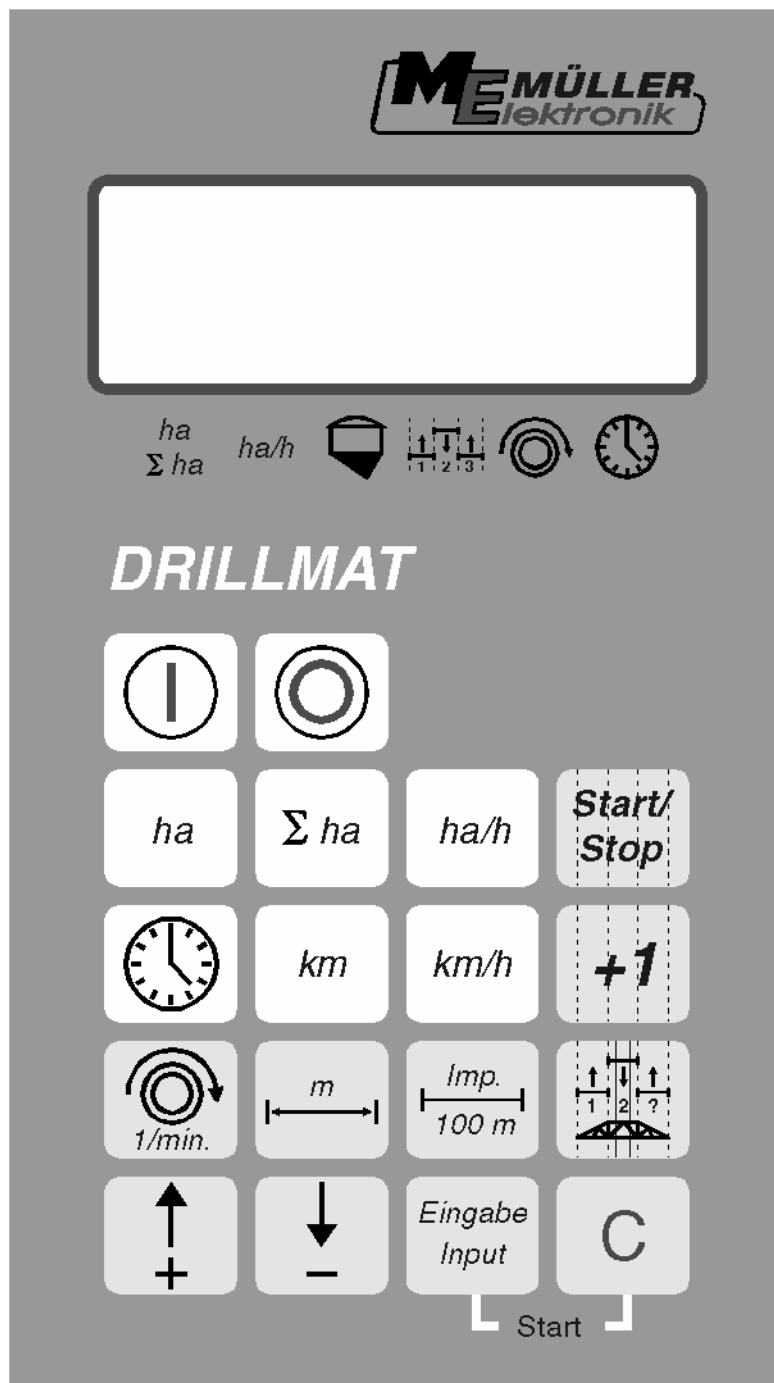 ME MÜLLER
Elektronik
ha
Σ ha
ha/h
1 2 3
DRILLMAT
ha
Σ ha
ha/h
Start/
Stop
km
km/h
+1
1/min.
m
Imp.
100 m
1 2 ?
+
–
Eingabe
Input
C
Start